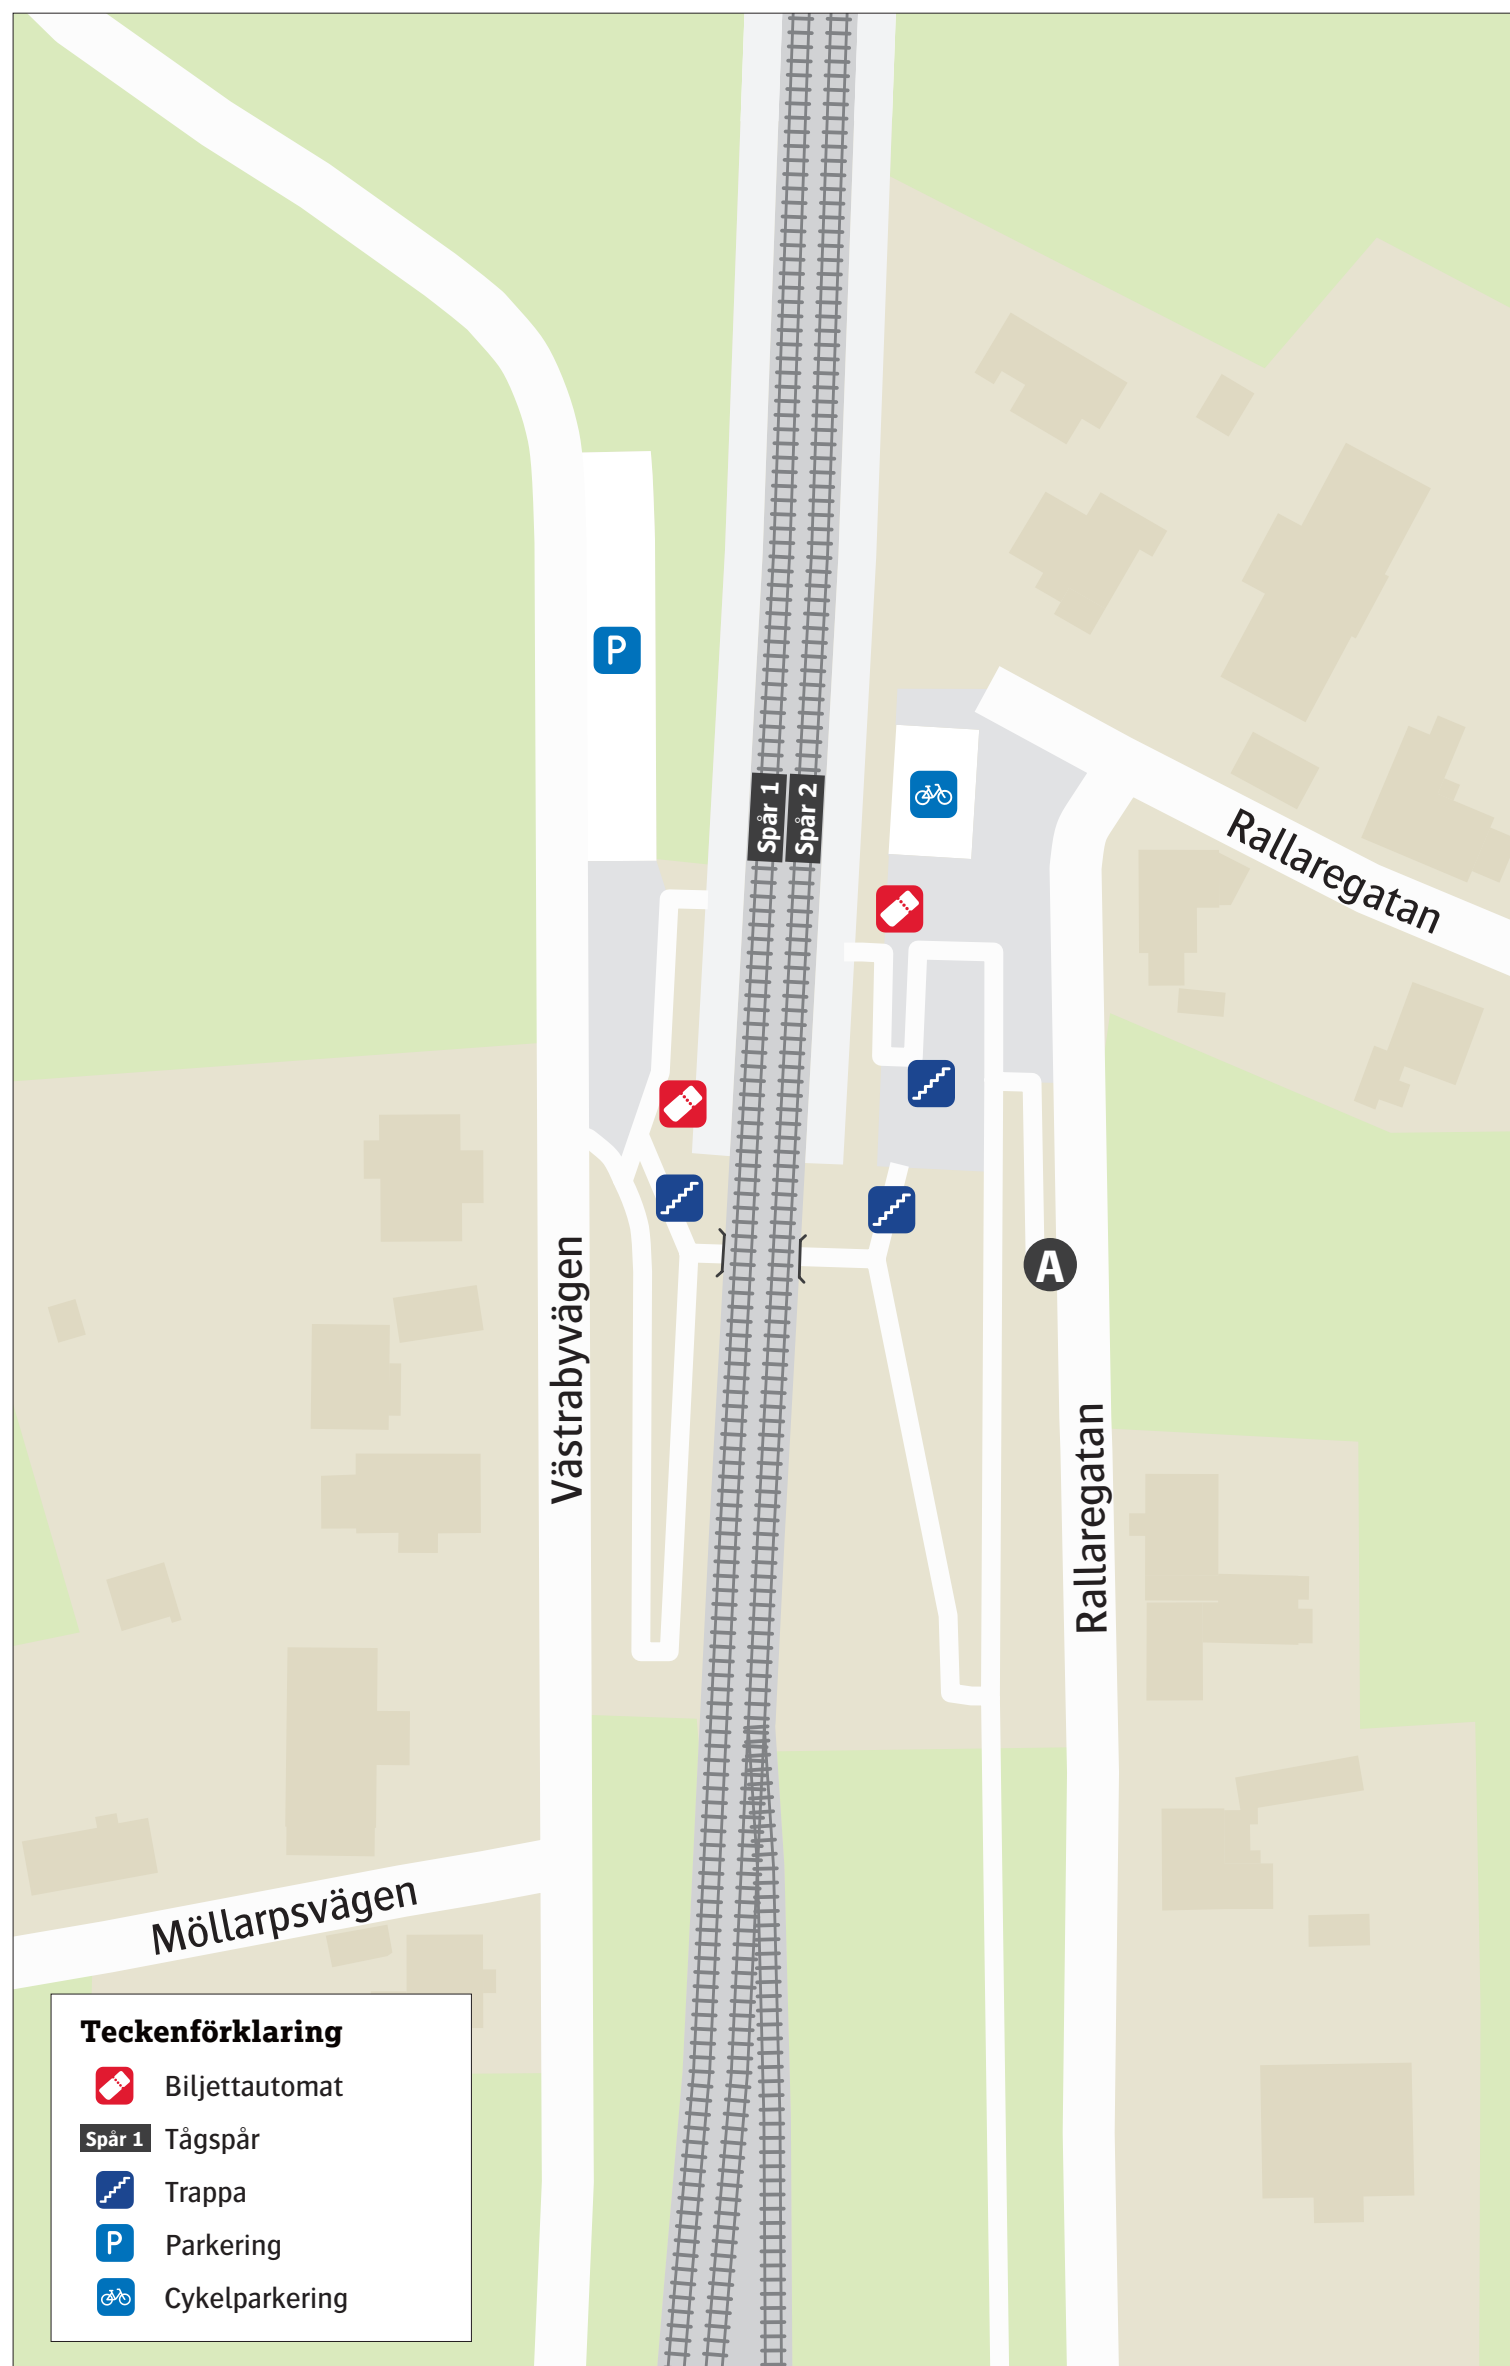 P
Spår 1
Spår 2
Rallaregatan
A
Västrabyvägen
Rallaregatan
Möllarpsvägen
Teckenförklaring
Biljettautomat
Spår 1 Tågspår
Trappa
P Parkering
Cykelparkering